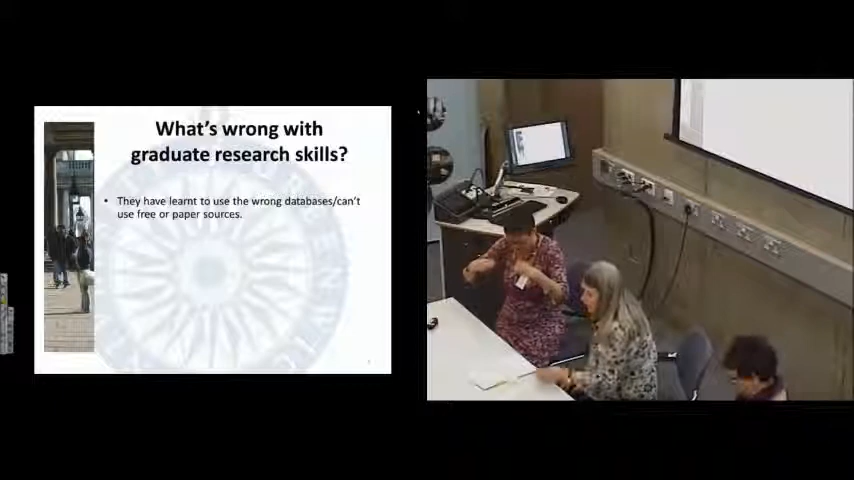 What's wrong with
graduate research skills?
• They have learnt to use the wrong databases/can't
use free or paper sources.